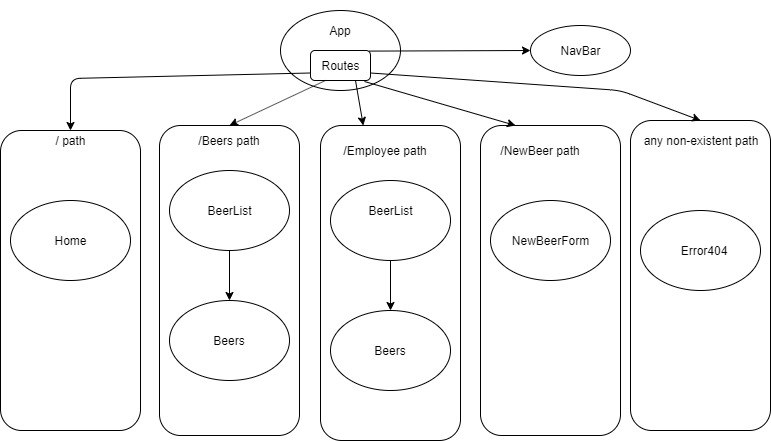 App
Routes
NavBar
/ path
/Beers path
/Employee path
/NewBeer path
any non-existent path
Home
BeerList
BeerList
NewBeerForm
Error404
Beers
Beers